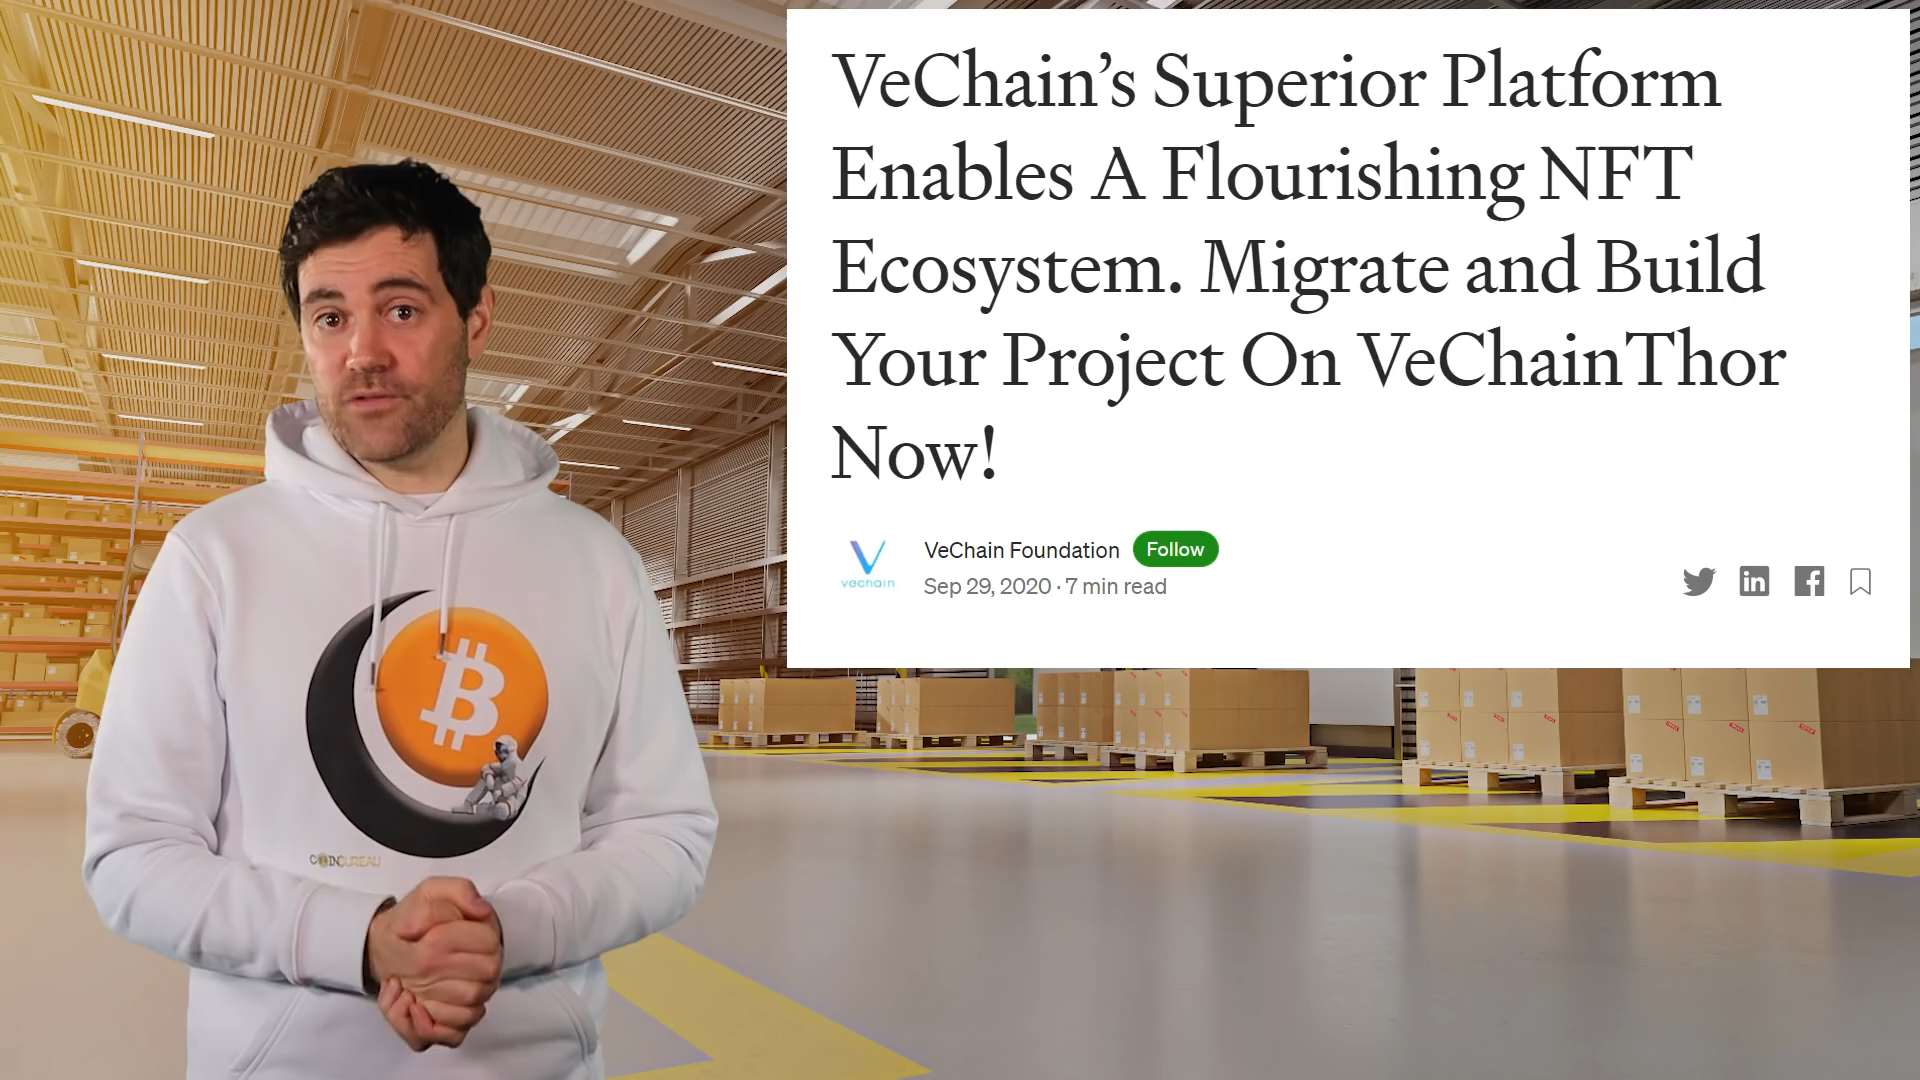 VeChain’s Superior Platform
Enables A Flourishing NFT
Ecosystem. Migrate and Build
Your Project On VeChainThor
Now!
VeChain Foundation Follow
Sep 29, 2020 · 7 min read
vechain
COINBUREAU